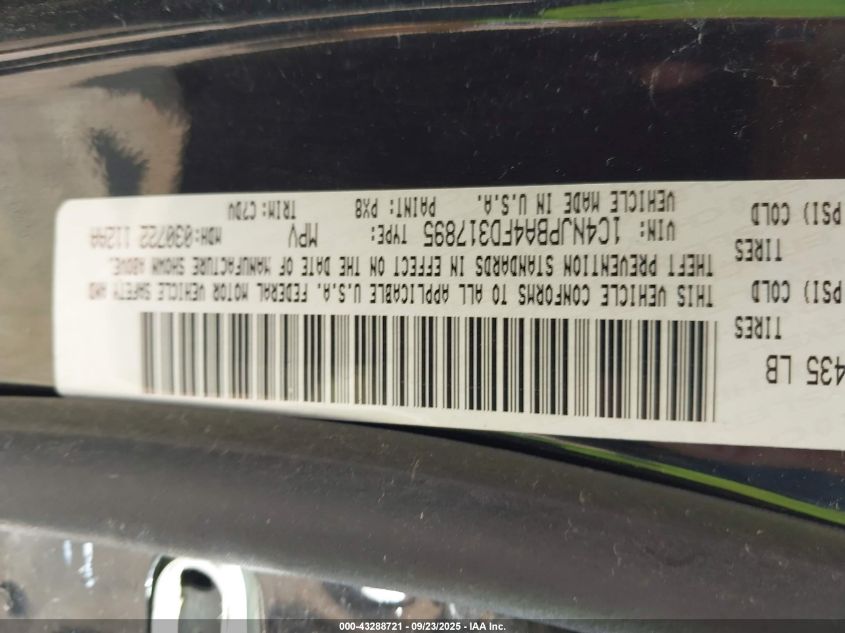 435 LB
TIRES
PSI) COLD
TIRES
PSI) COLD
THIS VEHICLE CONFORMS TO ALL APPLICABLE U.S.A. FEDERAL MOTOR VEHICLE SAFETY AND
THEFT PREVENTION STANDARDS IN EFFECT ON THE DATE OF MANUFACTURE SHOWN ABOVE.
VIN: 1C4NJPBA4FD317895 TYPE: MPV MDH: 030722 112AA
VEHICLE MADE IN U.S.A. PAINT: PX8 TRIM: C7DV
000-43288721 - 09/23/2025 - IAA Inc.